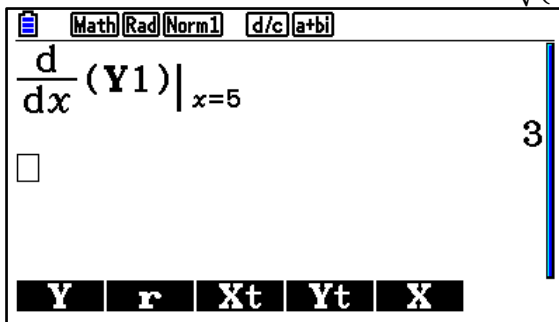 Math Rad Norm1 d/c a+bi
d/dx (Y1)|x=5
3
Y r Xt Yt X